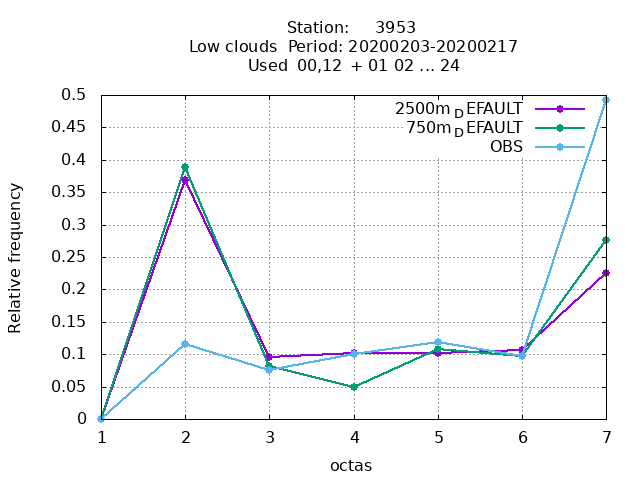 Station: 3953
Low clouds Period: 20200203-20200217
Used 00,12 + 01 02 ... 24
2500m_DEFAULT
750m_DEFAULT
OBS
Relative frequency
0.5
0.45
0.4
0.35
0.3
0.25
0.2
0.15
0.1
0.05
0
1 2 3 4 5 6 7
octas